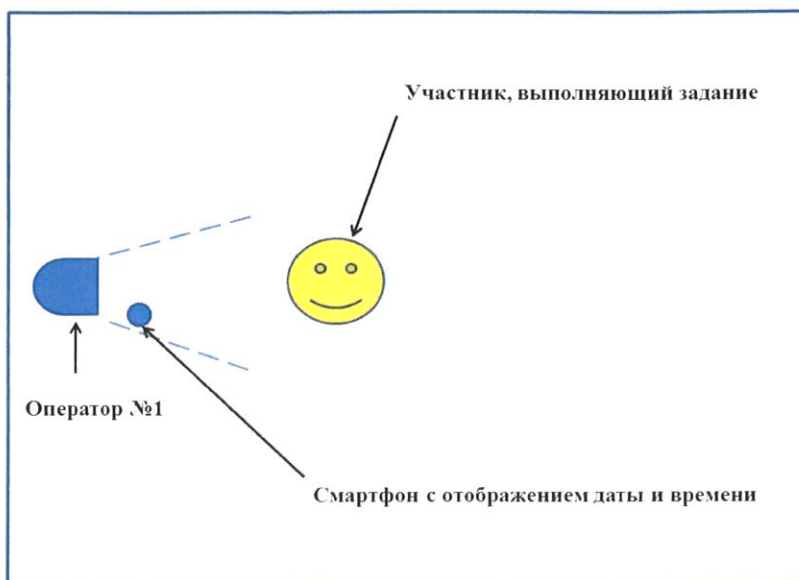 Участник, выполняющий задание
Оператор №1
Смартфон с отображением даты и времени